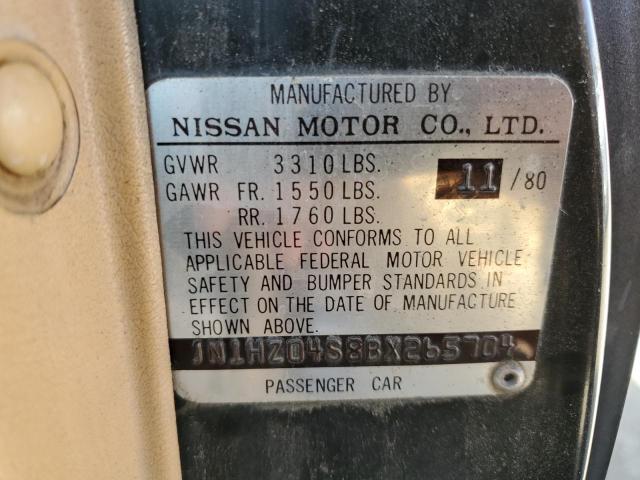 MANUFACTURED BY
NISSAN MOTOR CO., LTD.
GVWR 3310 LBS. 11 / 80
GAWR FR. 1550 LBS.
RR. 1760 LBS.
THIS VEHICLE CONFORMS TO ALL
APPLICABLE FEDERAL MOTOR VEHICLE
SAFETY AND BUMPER STANDARDS IN
EFFECT ON THE DATE OF MANUFACTURE
SHOWN ABOVE.
JN1HZ04S8BX265704
PASSENGER CAR